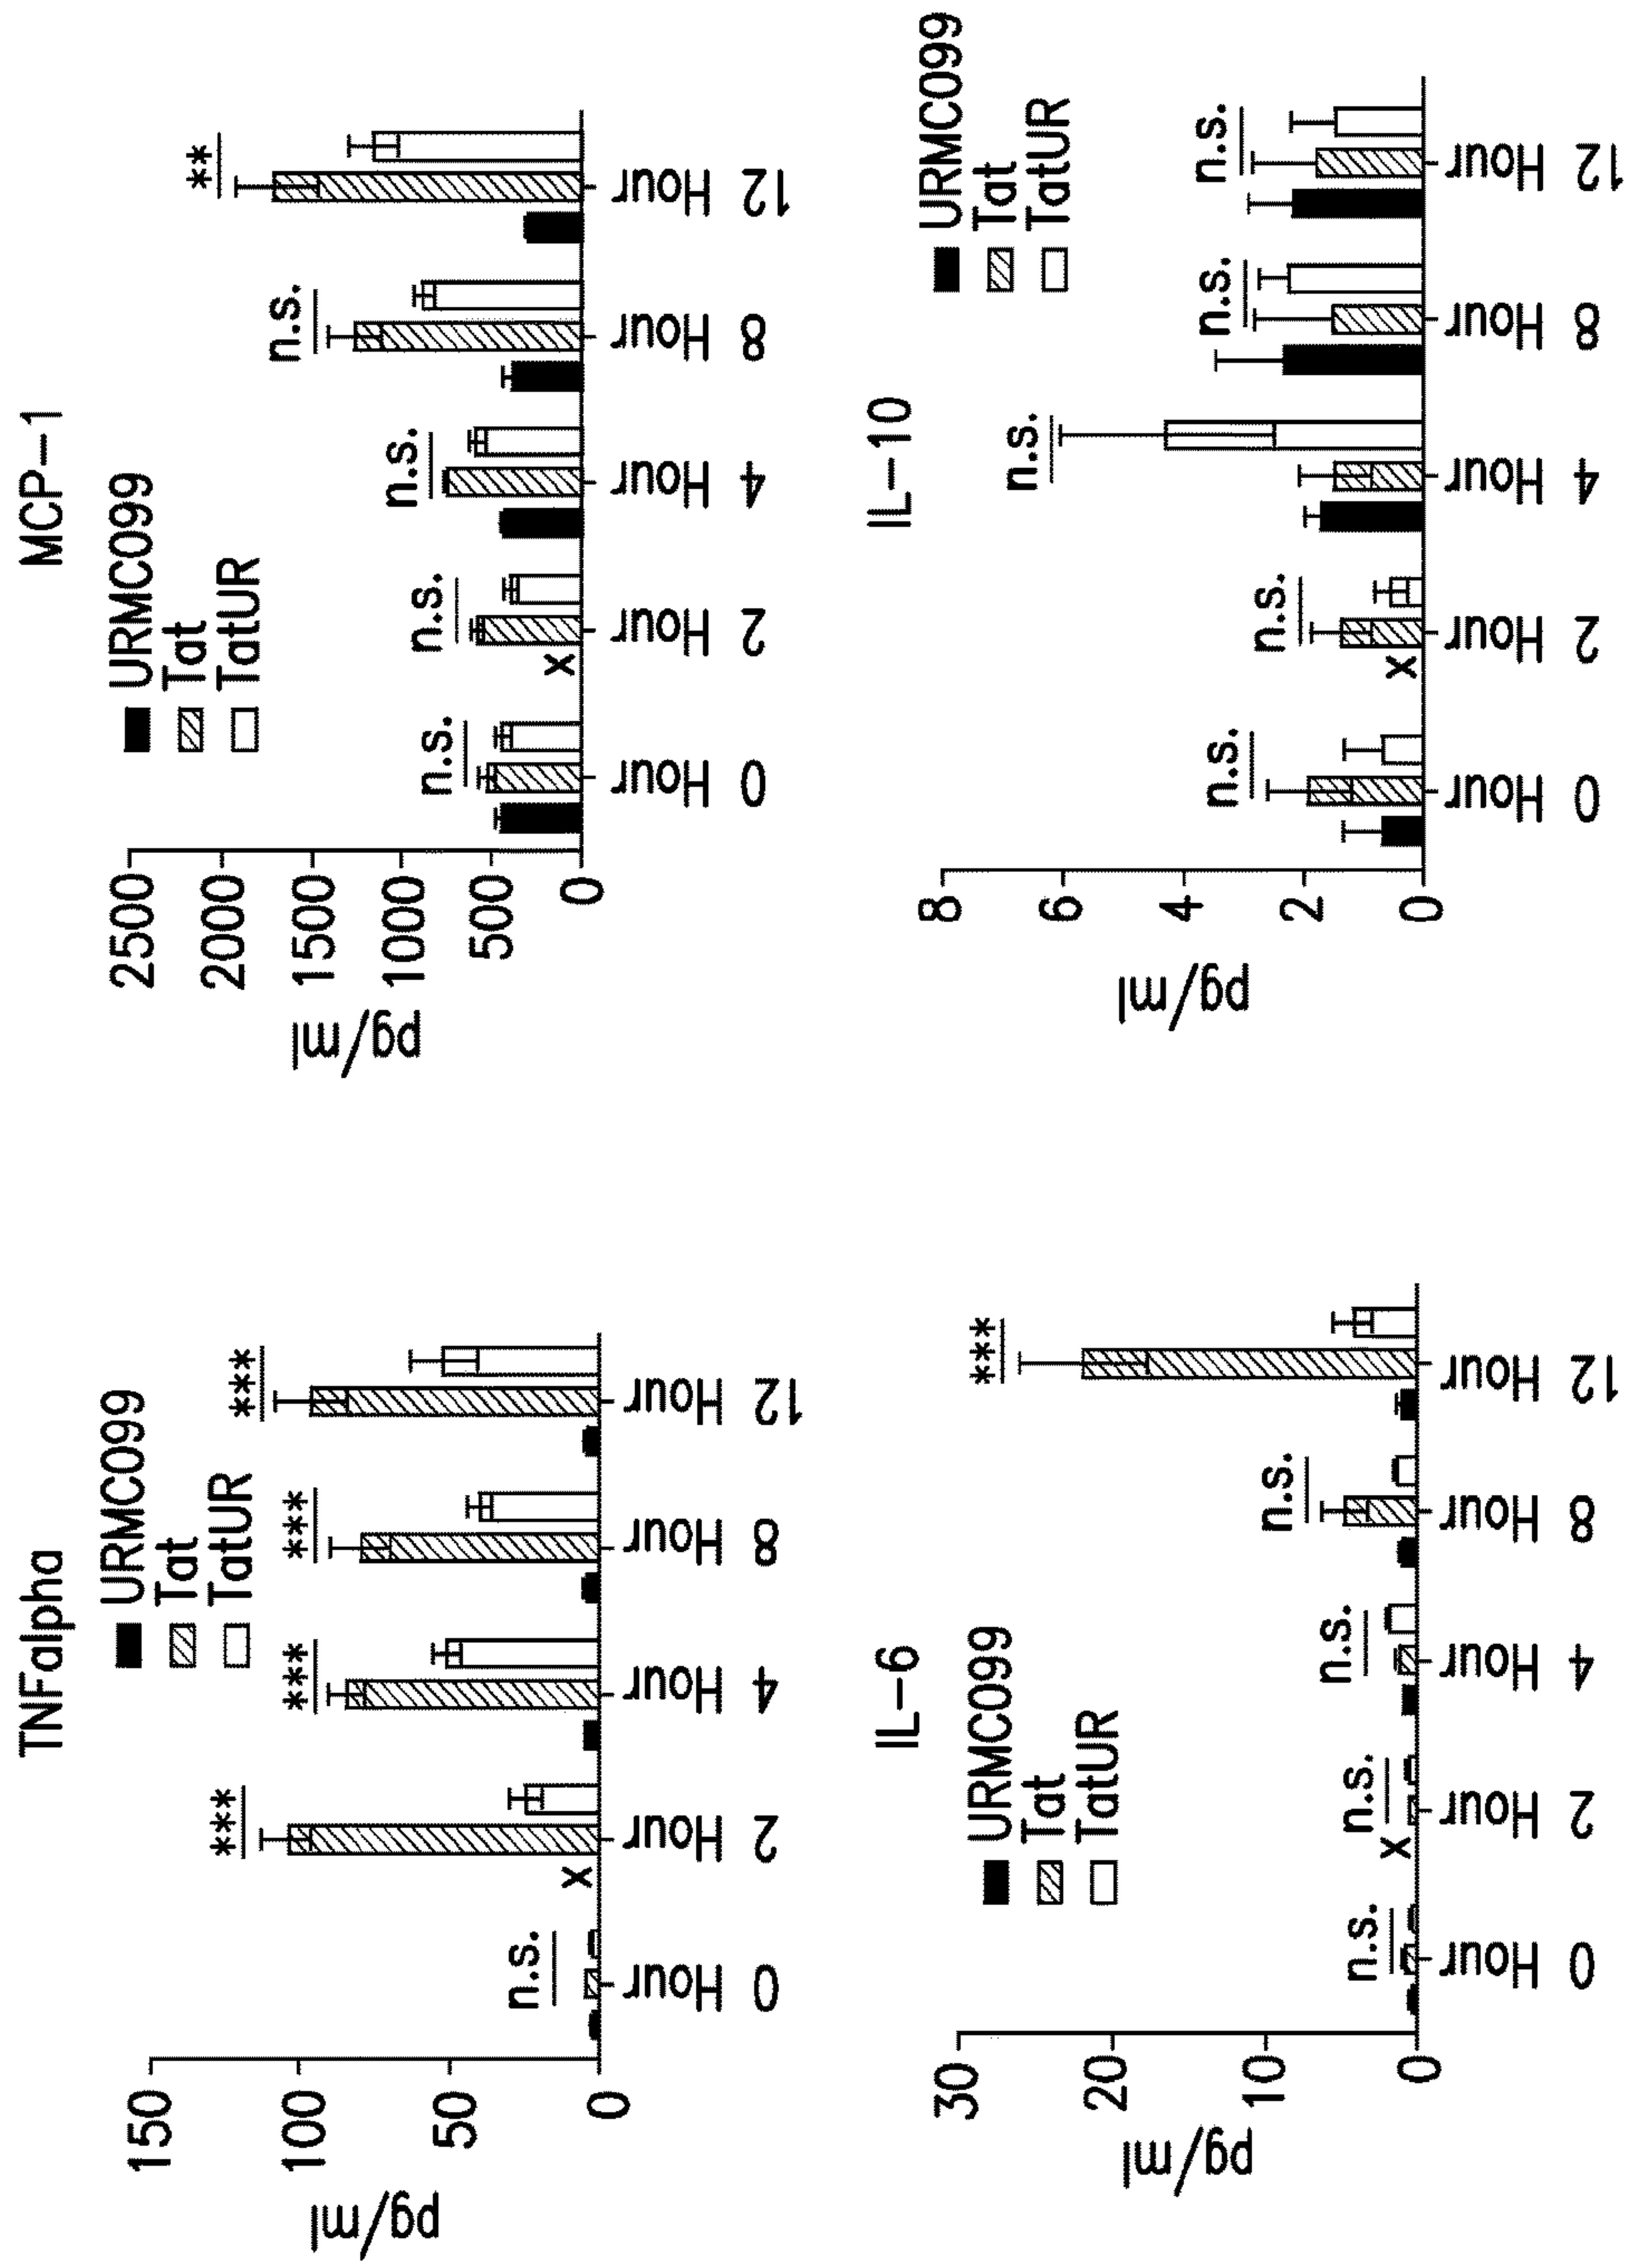 TNFalpha
URMC099
Tat
TatUR
pg/ml
150
100
50
0
n.s.
***
***
***
***
x
0 Hour
2 Hour
4 Hour
8 Hour
12 Hour
MCP-1
URMC099
Tat
TatUR
pg/ml
2500
2000
1500
1000
500
0
n.s.
n.s.
n.s.
n.s.
**
x
0 Hour
2 Hour
4 Hour
8 Hour
12 Hour
IL-6
URMC099
Tat
TatUR
pg/ml
30
20
10
0
n.s.
n.s.
n.s.
n.s.
***
x
0 Hour
2 Hour
4 Hour
8 Hour
12 Hour
IL-10
URMC099
Tat
TatUR
pg/ml
8
6
4
2
0
n.s.
n.s.
n.s.
n.s.
n.s.
x
0 Hour
2 Hour
4 Hour
8 Hour
12 Hour